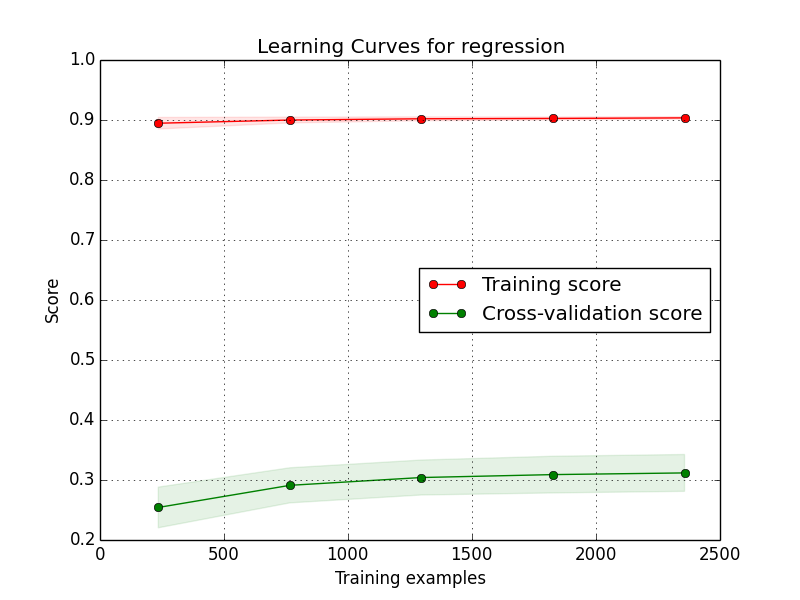 Learning Curves for regression
1.0
0.9
0.8
0.7
0.6
0.5
0.4
0.3
0.2
Score
Training score
Cross-validation score
0 500 1000 1500 2000 2500
Training examples